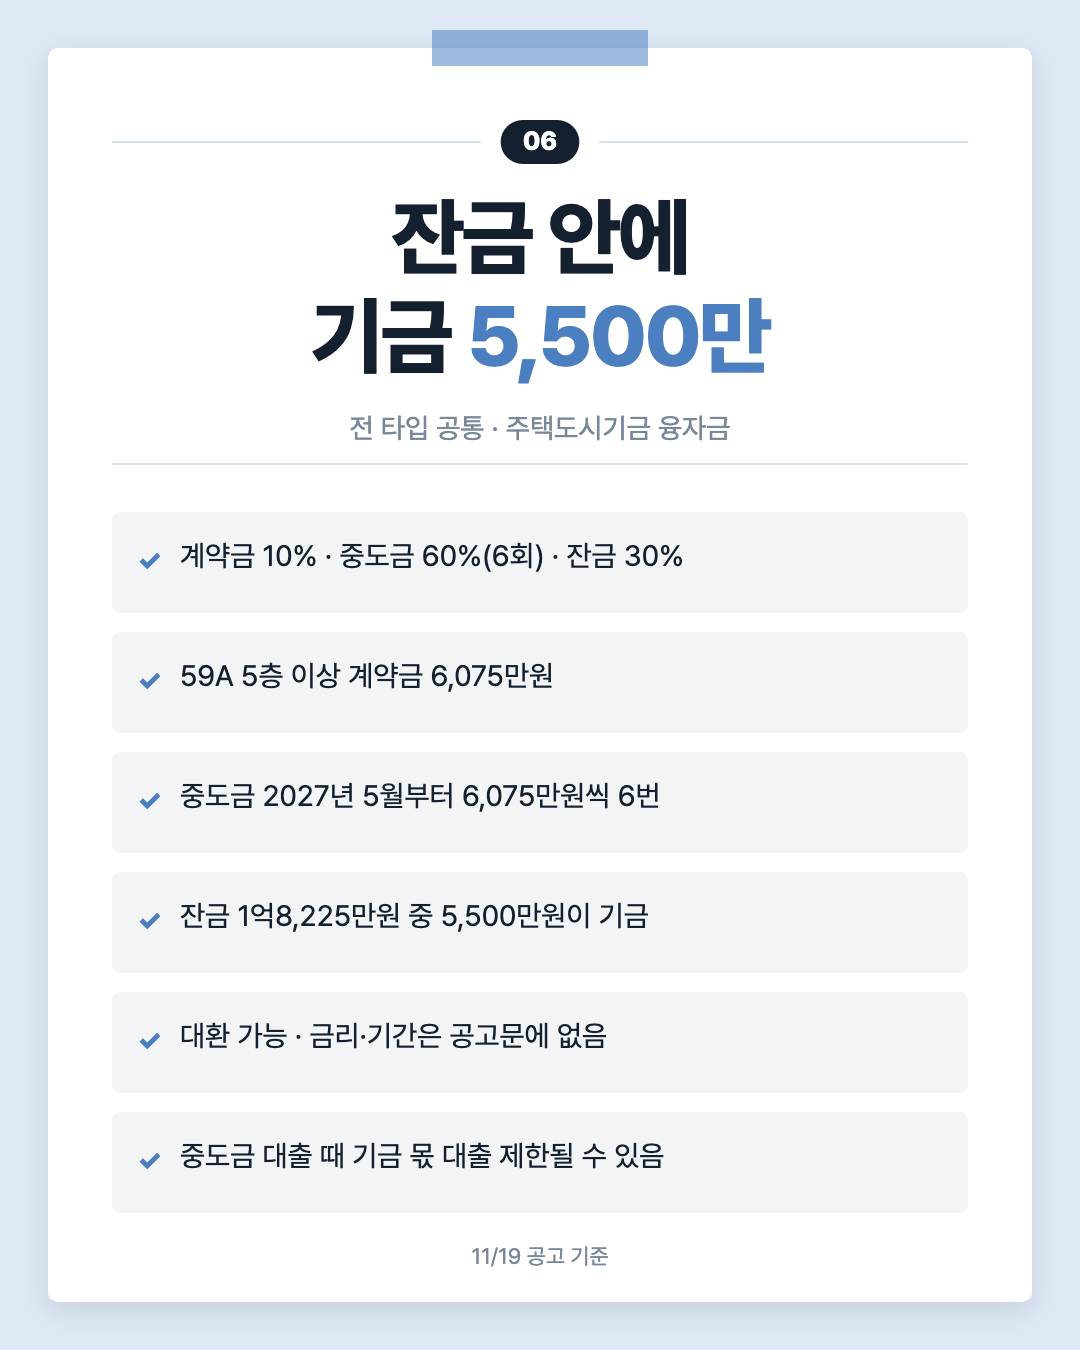 06
잔금 안에
기금 5,500만
전 타입 공통 · 주택도시기금 융자금
계약금 10% · 중도금 60%(6회) · 잔금 30%
59A 5층 이상 계약금 6,075만원
중도금 2027년 5월부터 6,075만원씩 6번
잔금 1억8,225만원 중 5,500만원이 기금
대환 가능 · 금리·기간은 공고문에 없음
중도금 대출 때 기금 몫 대출 제한될 수 있음
11/19 공고 기준